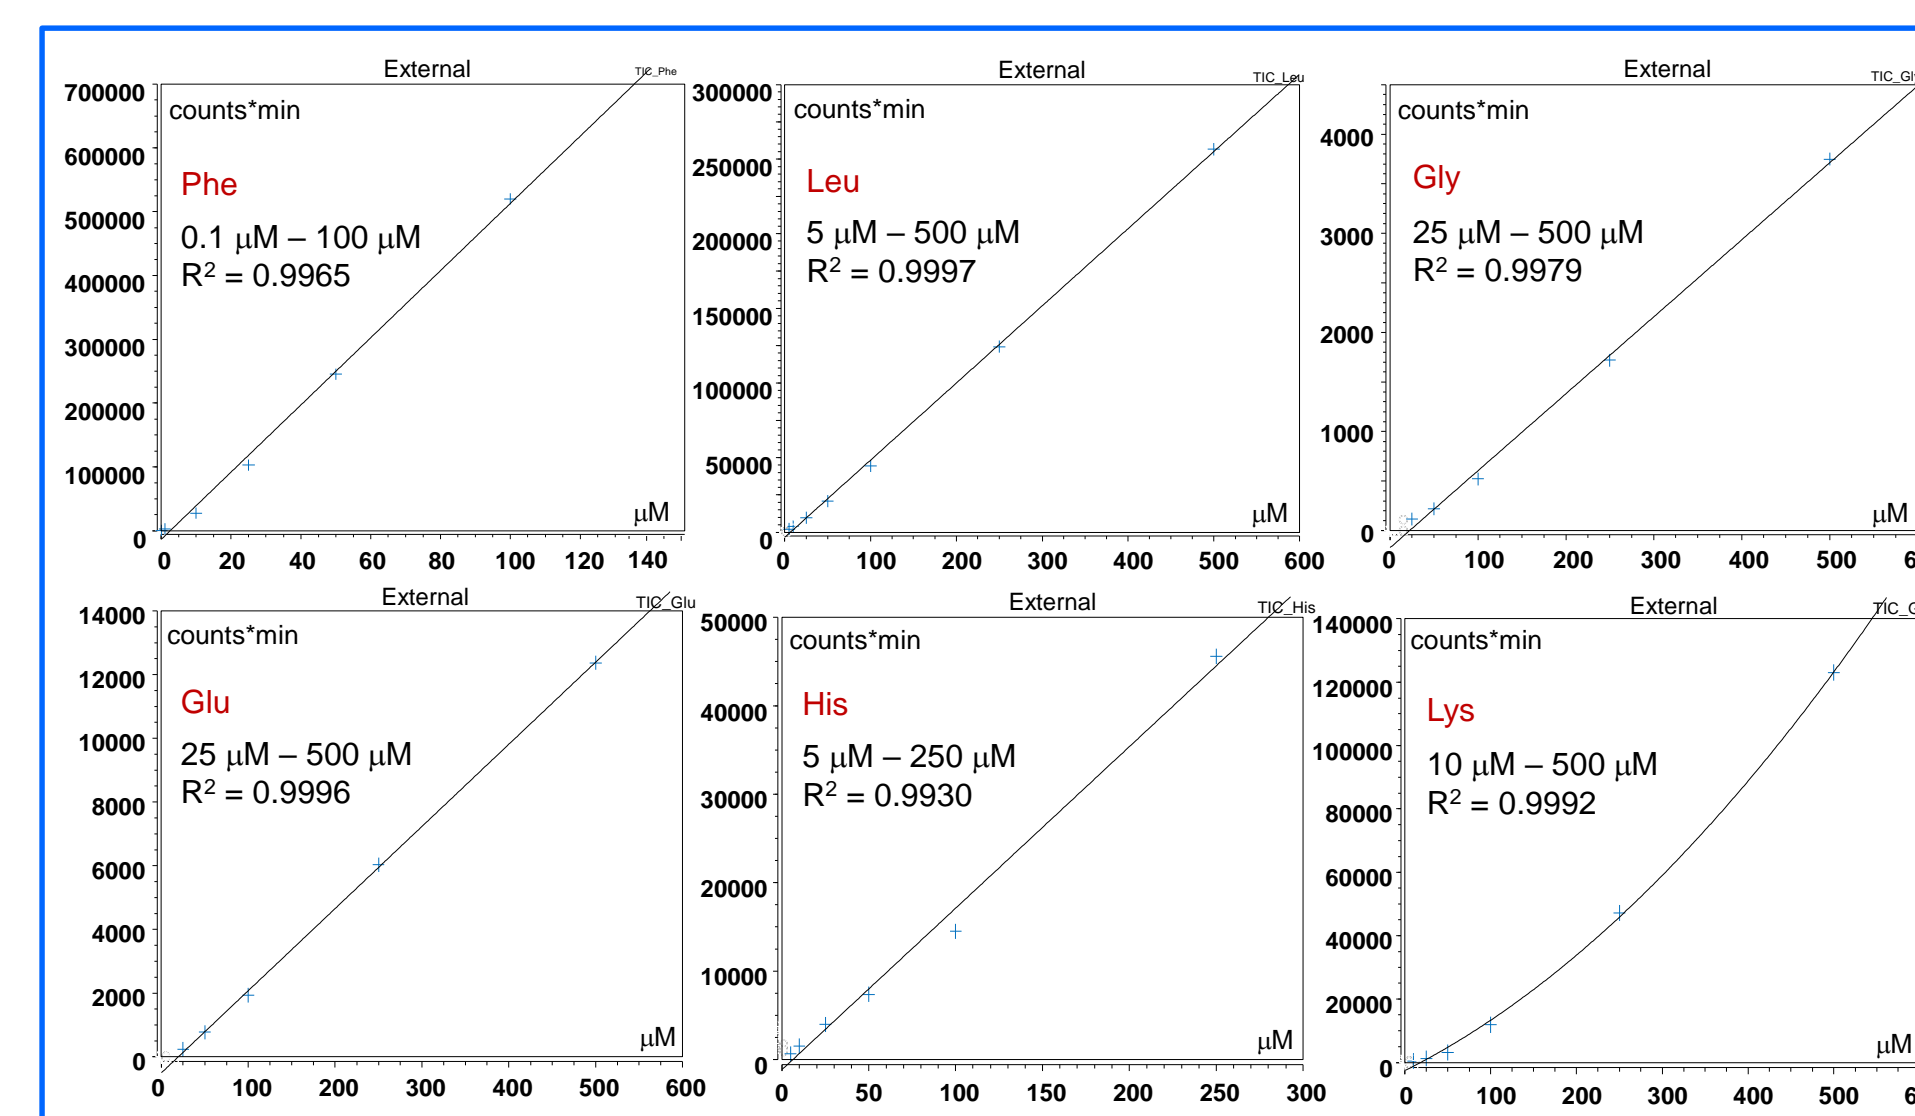 External
TIC_Phe
700000
600000
500000
400000
300000
200000
100000
0
counts*min
Phe
0.1 μM – 100 μM
R² = 0.9965
μM
0 20 40 60 80 100 120 140
External
TIC_Leu
300000
250000
200000
150000
100000
50000
0
counts*min
Leu
5 μM – 500 μM
R² = 0.9997
μM
0 100 200 300 400 500 600
External
4000
3000
2000
1000
0
counts*min
Gly
25 μM – 500 μM
R² = 0.9979
μM
0 100 200 300 400 500
External
TIC_Glu
14000
12000
10000
8000
6000
4000
2000
0
counts*min
Glu
25 μM – 500 μM
R² = 0.9996
μM
0 100 200 300 400 500 600
External
TIC_His
50000
40000
30000
20000
10000
0
counts*min
His
5 μM – 250 μM
R² = 0.9930
μM
0 50 100 150 200 250 300
External
140000
120000
100000
80000
60000
40000
20000
0
counts*min
Lys
10 μM – 500 μM
R² = 0.9992
μM
0 100 200 300 400 500